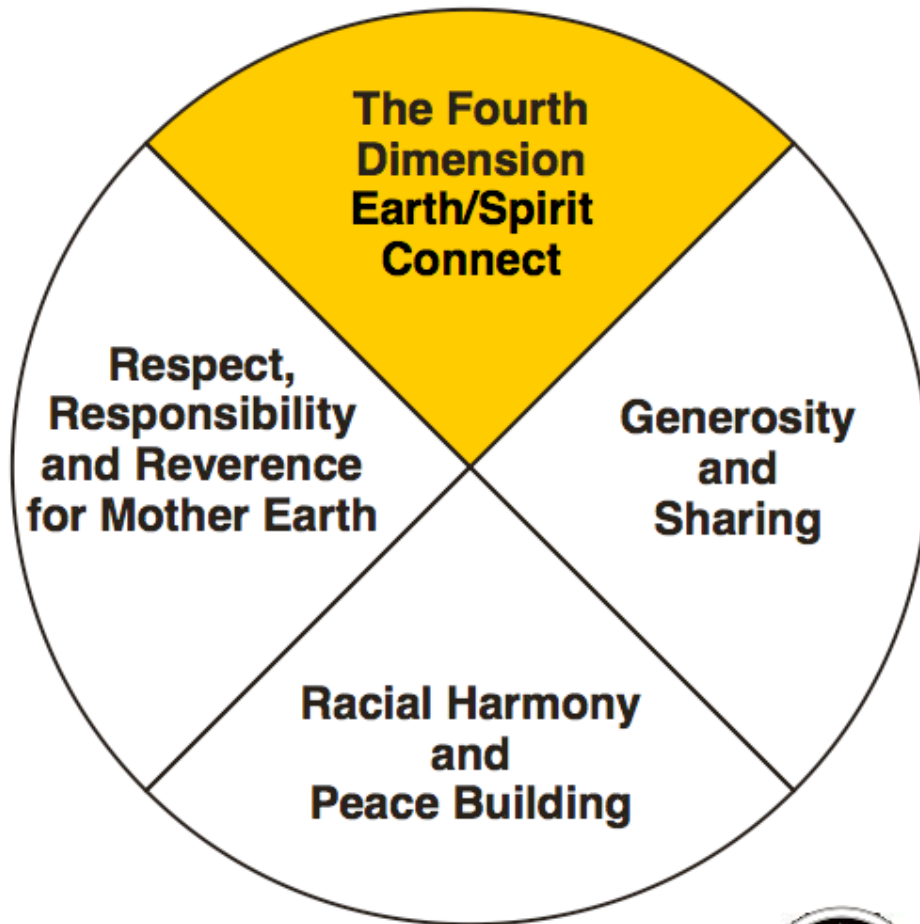 The Fourth
Dimension
Earth/Spirit
Connect
Respect,
Responsibility
and Reverence
for Mother Earth
Generosity
and
Sharing
Racial Harmony
and
Peace Building